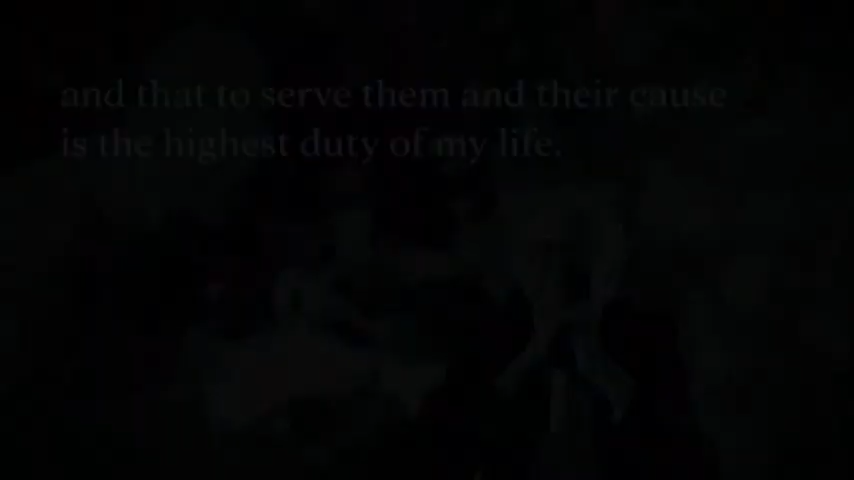 and that to serve them and their cause
is the highest duty of my life.